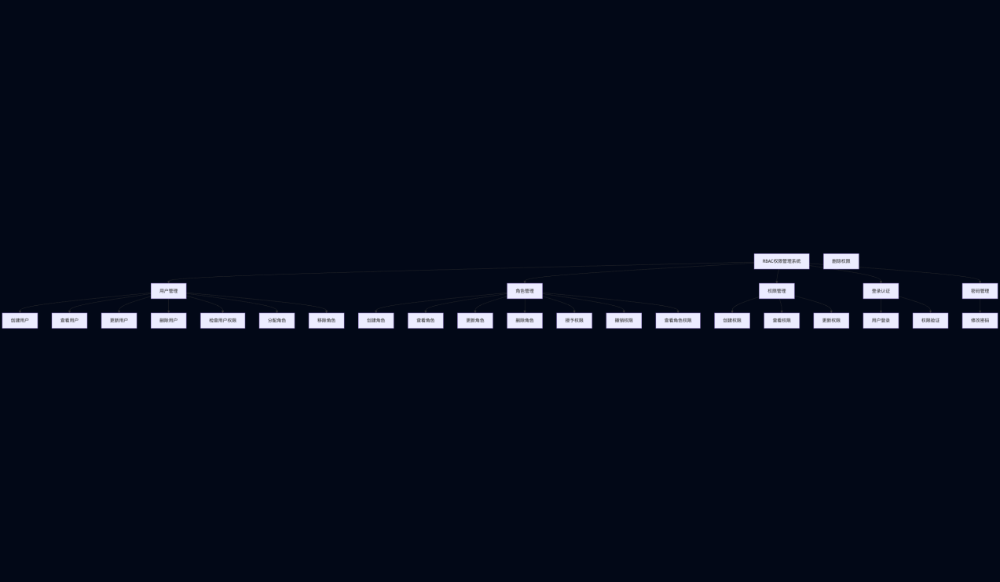 RBAC权限管理系统
删除权限
用户管理
角色管理
权限管理
登录认证
密码管理
创建用户
查看用户
更新用户
删除用户
检查用户权限
分配角色
移除角色
创建角色
查看角色
更新角色
删除角色
授予权限
撤销权限
查看角色权限
创建权限
查看权限
更新权限
用户登录
权限验证
修改密码